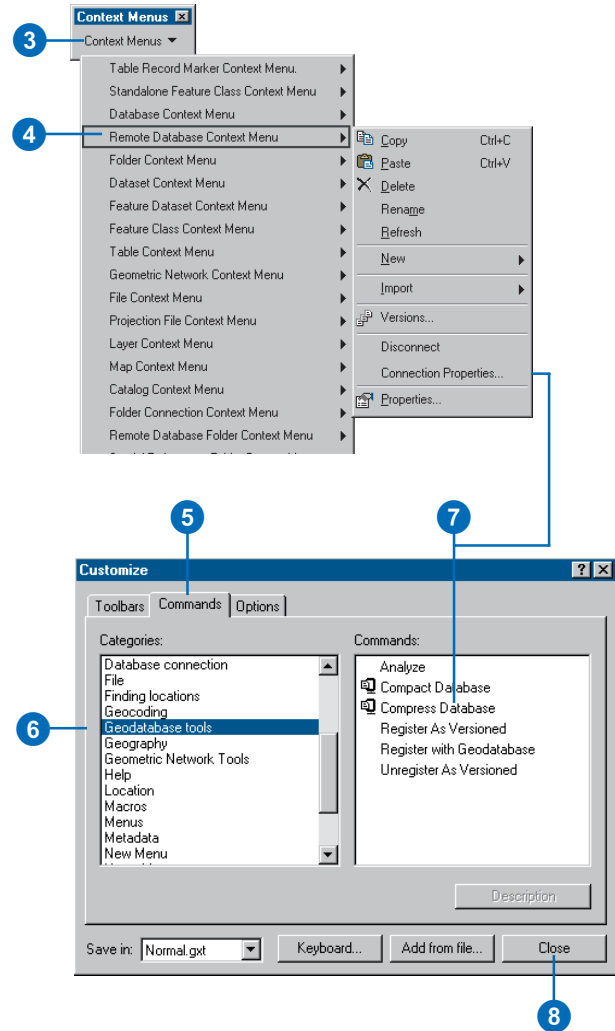 Context Menus
3
Context Menus
Table Record Marker Context Menu.
Standalone Feature Class Context Menu
Database Context Menu
4
Remote Database Context Menu
Folder Context Menu
Dataset Context Menu
Feature Dataset Context Menu
Feature Class Context Menu
Table Context Menu
Geometric Network Context Menu
File Context Menu
Projection File Context Menu
Layer Context Menu
Map Context Menu
Catalog Context Menu
Folder Connection Context Menu
Remote Database Folder Context Menu
Copy Ctrl+C
Paste Ctrl+V
Delete
Rename
Refresh
New
Import
Versions...
Disconnect
Connection Properties...
Properties...
5
7
Customize
Toolbars Commands Options
Categories:
Database connection
File
Finding locations
Geocoding
6
Geodatabase tools
Geography
Geometric Network Tools
Help
Location
Macros
Menus
Metadata
New Menu
Commands:
Analyze
Compact Database
Compress Database
Register As Versioned
Register with Geodatabase
Unregister As Versioned
Description
Save in: Normal.gxt Keyboard... Add from file... Close
8